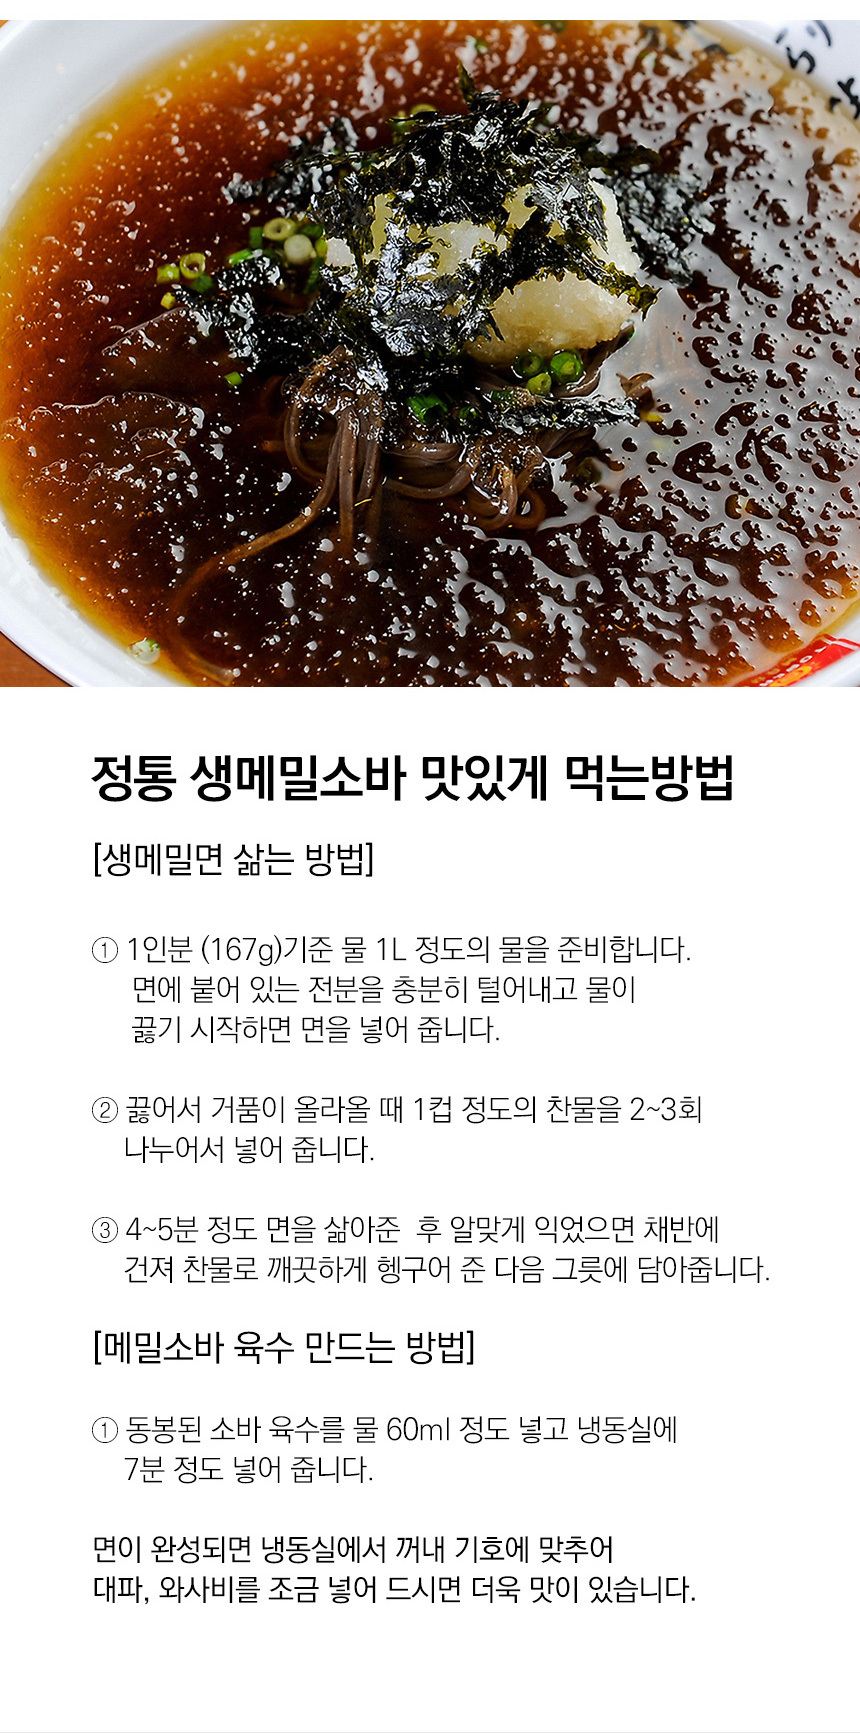 정통 생메밀소바 맛있게 먹는방법
[생메밀면 삶는 방법]
① 1인분 (167g)기준 물 1L 정도의 물을 준비합니다.
면에 붙어 있는 전분을 충분히 털어내고 물이
끓기 시작하면 면을 넣어 줍니다.
② 끓어서 거품이 올라올 때 1컵 정도의 찬물을 2~3회
나누어서 넣어 줍니다.
③ 4~5분 정도 면을 삶아준 후 알맞게 익었으면 채반에
건져 찬물로 깨끗하게 헹구어 준 다음 그릇에 담아줍니다.
[메밀소바 육수 만드는 방법]
① 동봉된 소바 육수를 물 60ml 정도 넣고 냉동실에
7분 정도 넣어 줍니다.
면이 완성되면 냉동실에서 꺼내 기호에 맞추어
대파, 와사비를 조금 넣어 드시면 더욱 맛이 있습니다.